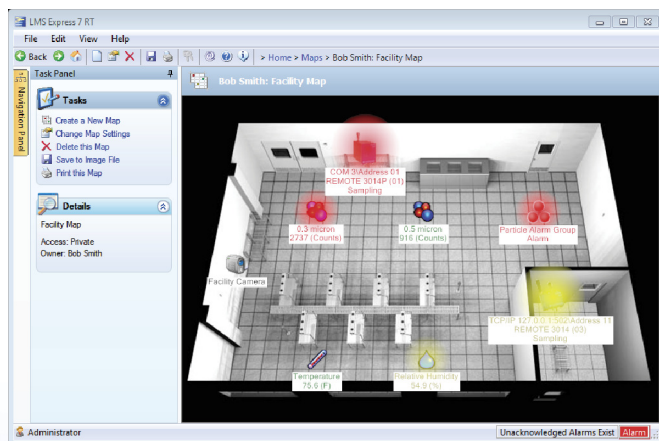 LMS Express 7 RT
File Edit View Help
Back > Home > Maps > Bob Smith: Facility Map
Navigation Panel
Task Panel
Tasks
Create a New Map
Change Map Settings
Delete this Map
Save to Image File
Print this Map
Details
Facility Map
Access: Private
Owner: Bob Smith
Bob Smith: Facility Map
COM 3\Address 01
REMOTE 3014P (01)
Sampling
0.3 micron
2737 (Counts)
0.5 micron
916 (Counts)
Particle Alarm Group
Alarm
Facility Camera
TCP/IP 127.0.0.1:502\Address 11
REMOTE 3014 (03)
Sampling
Temperature
75.6 (F)
Relative Humidity
54.9 (%)
Administrator
Unacknowledged Alarms Exist Alarm